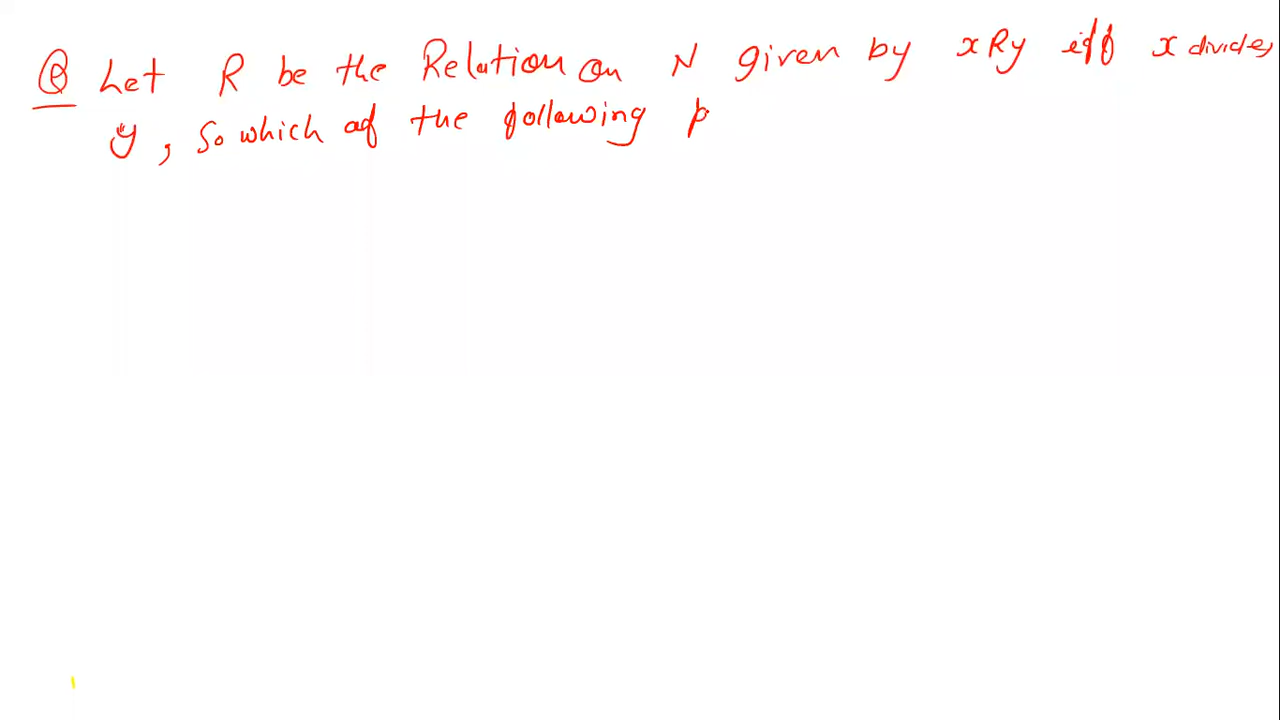 Q Let R be the Relation on N given by xRy iff x divides
y, So which of the following p